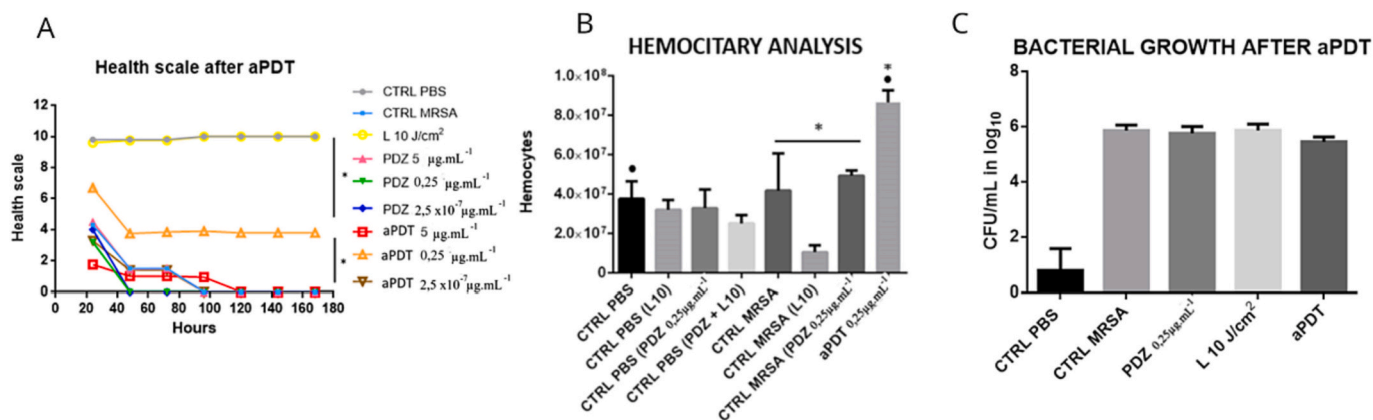 A
Health scale after aPDT
Health scale
12
10
8
6
4
2
0
0 20 40 60 80 100 120 140 160 180
Hours
CTRL PBS
CTRL MRSA
L 10 J/cm²
PDZ 5 µg.mL⁻¹
PDZ 0,25 µg.mL⁻¹
PDZ 2,5 x10⁻⁷µg.mL⁻¹
aPDT 5 µg.mL⁻¹
aPDT 0,25 µg.mL⁻¹
aPDT 2,5x10⁻⁷µg.mL⁻¹
*
*
B
HEMOCITARY ANALYSIS
Hemocytes
1.0×10⁸
8.0×10⁷
6.0×10⁷
4.0×10⁷
2.0×10⁷
0
*
*
CTRL PBS
CTRL PBS (L10)
CTRL PBS (PDZ 0,25µg.mL⁻¹
CTRL PBS (PDZ + L10)
CTRL MRSA
CTRL MRSA (L10)
CTRL MRSA (PDZ 0,25µg.mL⁻¹)
aPDT 0,25µg.mL⁻¹
C
BACTERIAL GROWTH AFTER aPDT
CFU/mL in log₁₀
8
6
4
2
0
CTRL PBS
CTRL MRSA
PDZ 0,25µg.mL⁻¹
L 10 J/cm²
aPDT